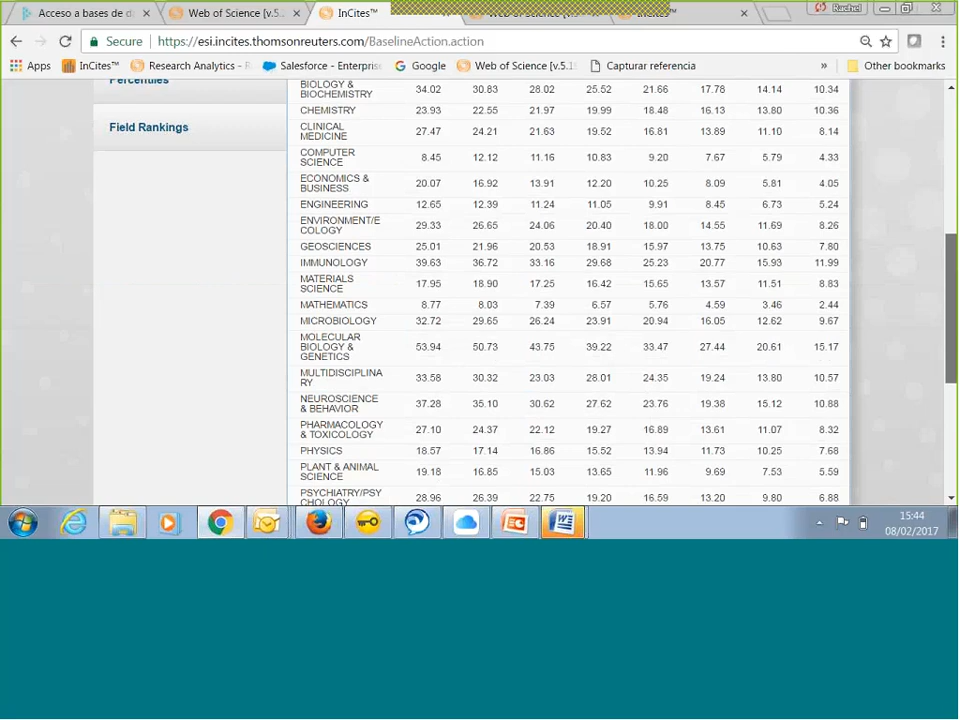 Acceso a bases de d
Web of Science [v.5.
InCites™
Web of Science [v.5.
InCites™
Rachel
Secure
https://esi.incites.thomsonreuters.com/BaselineAction.action
Apps
InCites™
Research Analytics - R
Salesforce - Enterpris
Google
Web of Science [v.5.1
Capturar referencia
»
Other bookmarks
Percentiles
Field Rankings
BIOLOGY &
BIOCHEMISTRY 34.02 30.83 28.02 25.52 21.66 17.78 14.14 10.34
CHEMISTRY 23.93 22.55 21.97 19.99 18.48 16.13 13.80 10.36
CLINICAL
MEDICINE 27.47 24.21 21.63 19.52 16.81 13.89 11.10 8.14
COMPUTER
SCIENCE 8.45 12.12 11.16 10.83 9.20 7.67 5.79 4.33
ECONOMICS &
BUSINESS 20.07 16.92 13.91 12.20 10.25 8.09 5.81 4.05
ENGINEERING 12.65 12.39 11.24 11.05 9.91 8.45 6.73 5.24
ENVIRONMENT/E
COLOGY 29.33 26.65 24.06 20.40 18.00 14.55 11.69 8.26
GEOSCIENCES 25.01 21.96 20.53 18.91 15.97 13.75 10.63 7.80
IMMUNOLOGY 39.63 36.72 33.16 29.68 25.23 20.77 15.93 11.99
MATERIALS
SCIENCE 17.95 18.90 17.25 16.42 15.65 13.57 11.51 8.83
MATHEMATICS 8.77 8.03 7.39 6.57 5.76 4.59 3.46 2.44
MICROBIOLOGY 32.72 29.65 26.24 23.91 20.94 16.05 12.62 9.67
MOLECULAR
BIOLOGY &
GENETICS 53.94 50.73 43.75 39.22 33.47 27.44 20.61 15.17
MULTIDISCIPLINA
RY 33.58 30.32 23.03 28.01 24.35 19.24 13.80 10.57
NEUROSCIENCE
& BEHAVIOR 37.28 35.10 30.62 27.62 23.76 19.38 15.12 10.88
PHARMACOLOGY
& TOXICOLOGY 27.10 24.37 22.12 19.27 16.89 13.61 11.07 8.32
PHYSICS 18.57 17.14 16.86 15.52 13.94 11.73 10.25 7.68
PLANT & ANIMAL
SCIENCE 19.18 16.85 15.03 13.65 11.96 9.69 7.53 5.59
PSYCHIATRY/PSY
CHOLOGY 28.96 26.39 22.75 19.20 16.59 13.20 9.80 6.88
15:44
08/02/2017